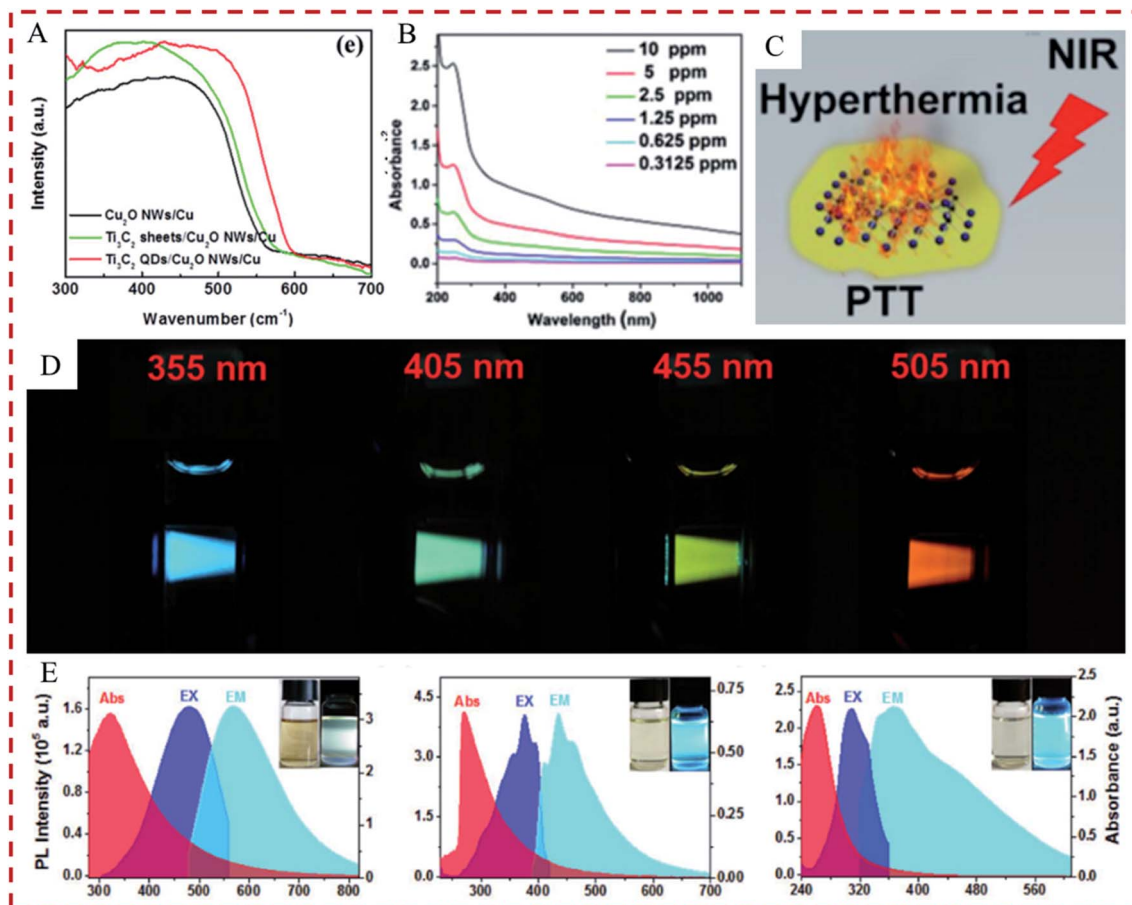 A
(e)
Intensity (a.u.)
Cu₂O NWs/Cu
Ti₃C₂ sheets/Cu₂O NWs/Cu
Ti₃C₂ QDs/Cu₂O NWs/Cu
300 400 500 600 700
Wavenumber (cm⁻¹)
B
Absorbance
2.5
2.0
1.5
1.0
0.5
0.0
10 ppm
5 ppm
2.5 ppm
1.25 ppm
0.625 ppm
0.3125 ppm
200 400 600 800 1000
Wavelength (nm)
C
NIR
Hyperthermia
PTT
D
355 nm 405 nm 455 nm 505 nm
E
PL Intensity (10⁵ a.u.)
1.6
1.2
0.8
0.4
0.0
Abs EX EM
3
2
1
0
300 400 500 600 700 800
4.5
3.0
1.5
0.0
Abs EX EM
0.75
0.50
0.25
0.00
300 400 500 600 700
2.5
2.0
1.5
1.0
0.5
0.0
Abs EX EM
2.5
2.0
1.5
1.0
0.5
0.0
240 320 400 480 560
Absorbance (a.u.)